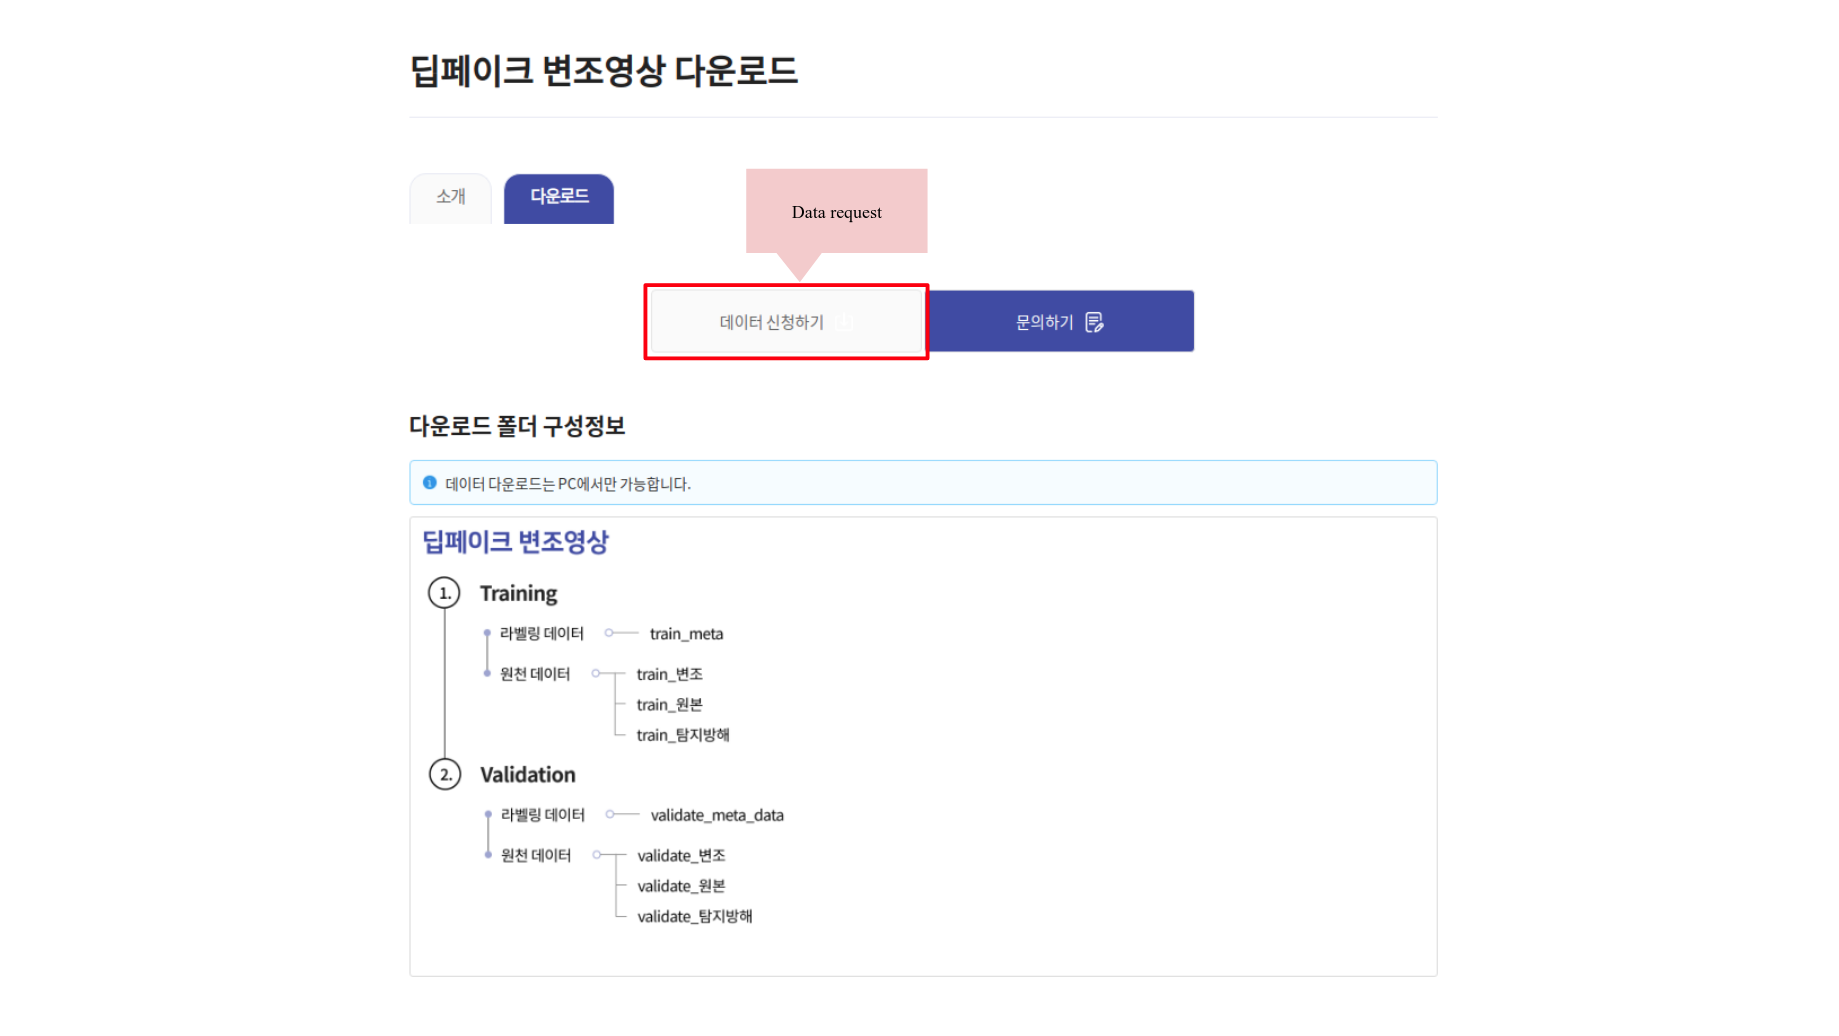 딥페이크 변조영상 다운로드
소개
다운로드
Data request
데이터 신청하기
문의하기
다운로드 폴더 구성정보
데이터 다운로드는 PC에서만 가능합니다.
딥페이크 변조영상
1. Training
라벨링 데이터 train_meta
원천 데이터 train_변조
train_원본
train_탐지방해
2. Validation
라벨링 데이터 validate_meta_data
원천 데이터 validate_변조
validate_원본
validate_탐지방해